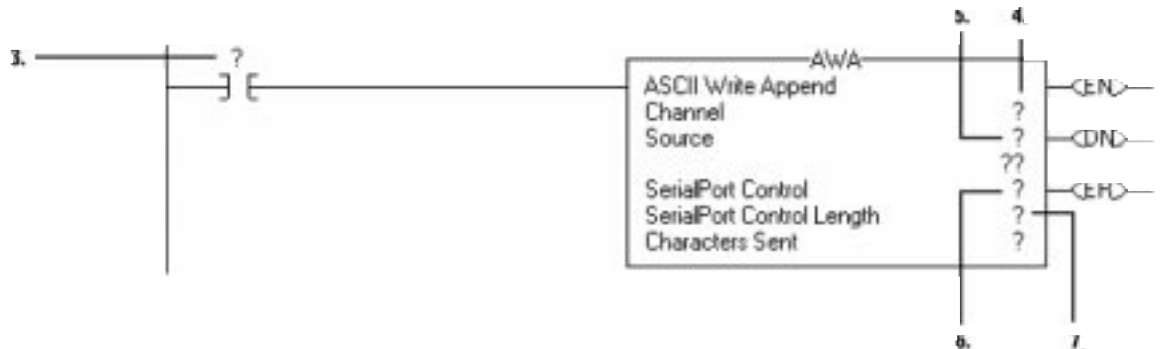 5. 4.
3. ?
AWA
ASCII Write Append
EN
Channel ?
Source ?
DN
??
SerialPort Control ?
ER
SerialPort Control Length ?
Characters Sent ?
6. 7.